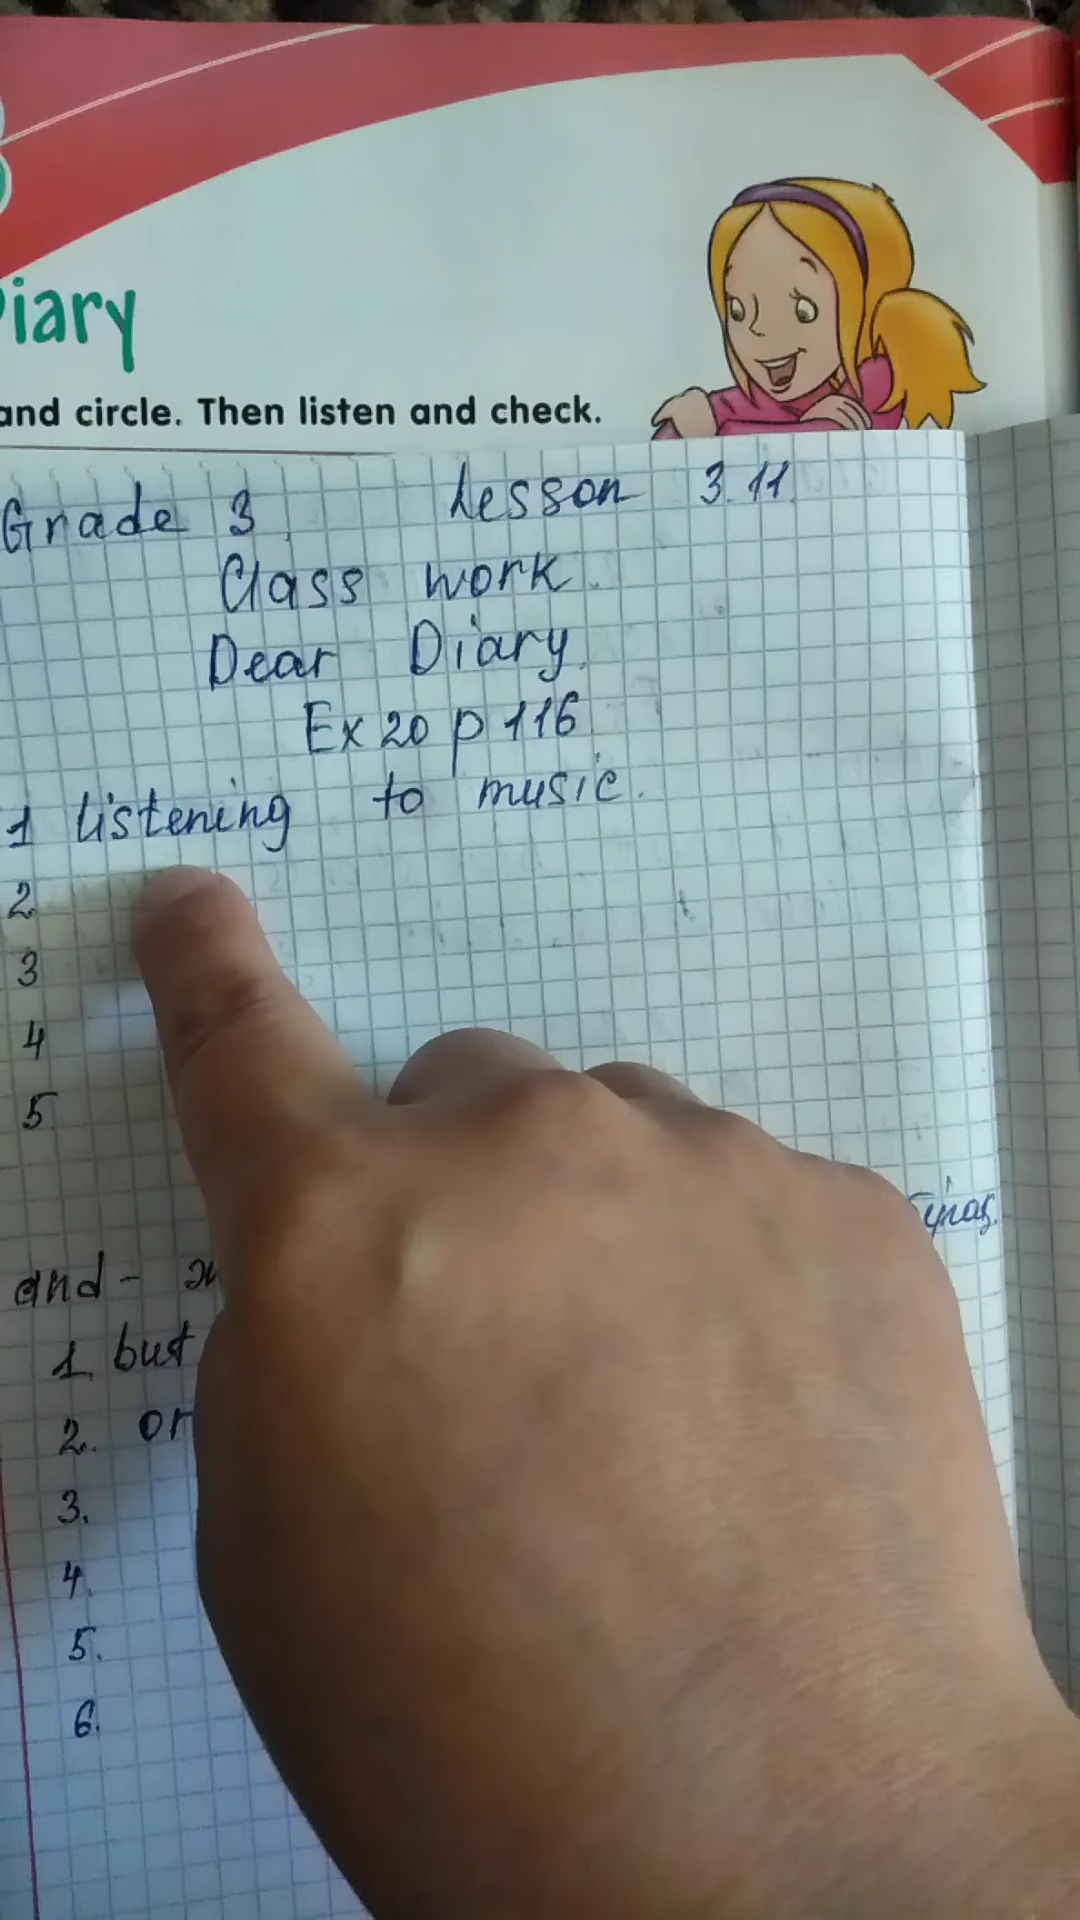 iary
and circle. Then listen and check.
Grade 3. Lesson 3.11.
Class work.
Dear Diary.
Ex 20 p 116
1 listening to music.
2
3
4
5
and -
1. but
2. or
3.
4.
5.
6.